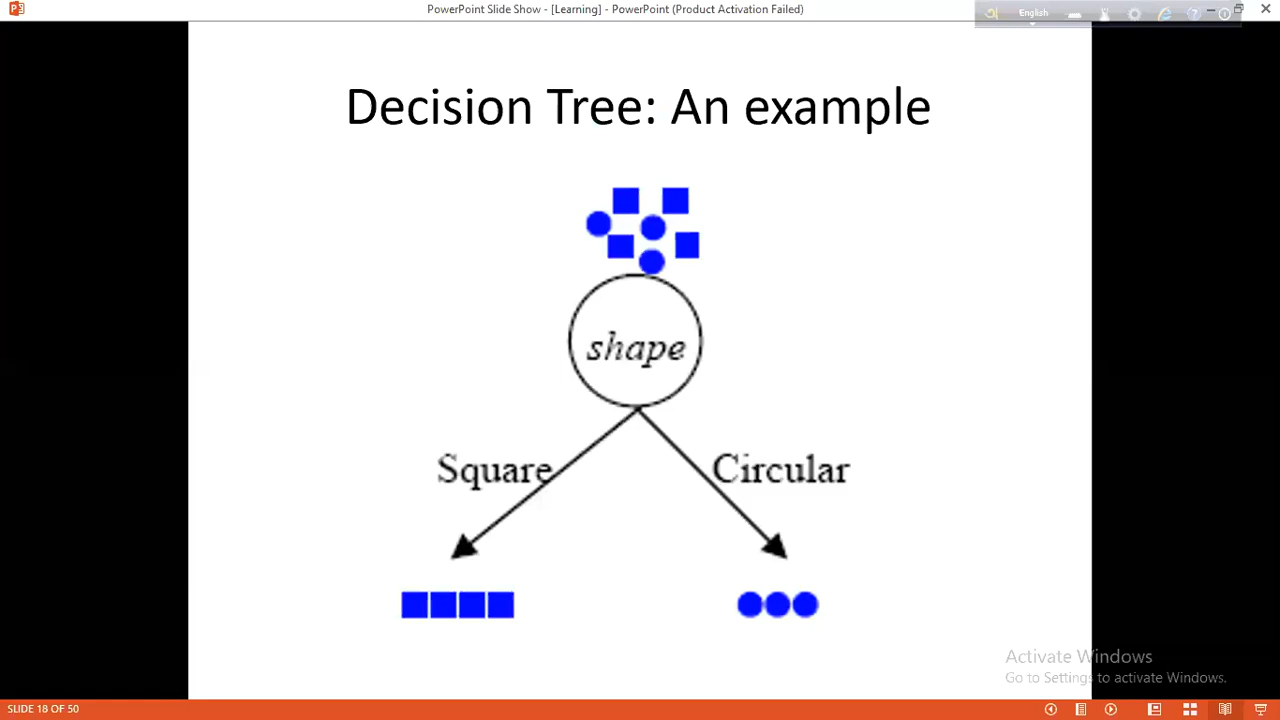 PowerPoint Slide Show - [Learning] - PowerPoint (Product Activation Failed)
English
Decision Tree: An example
shape
Square
Circular
Activate Windows
Go to Settings to activate Windows.
SLIDE 18 OF 50